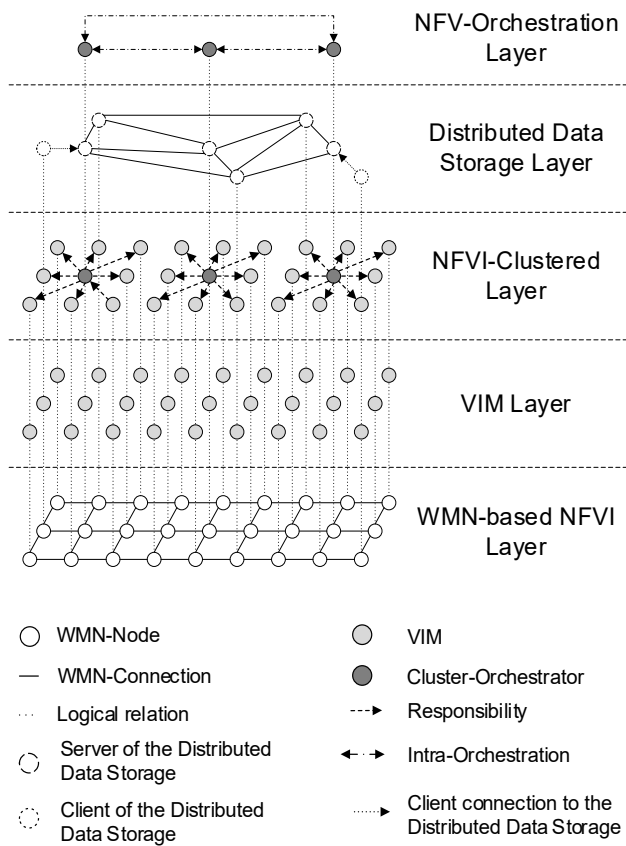 NFV-Orchestration
Layer
Distributed Data
Storage Layer
NFVI-Clustered
Layer
VIM Layer
WMN-based NFVI
Layer
WMN-Node
VIM
WMN-Connection
Cluster-Orchestrator
Logical relation
Responsibility
Server of the Distributed
Data Storage
Intra-Orchestration
Client of the Distributed
Data Storage
Client connection to the
Distributed Data Storage